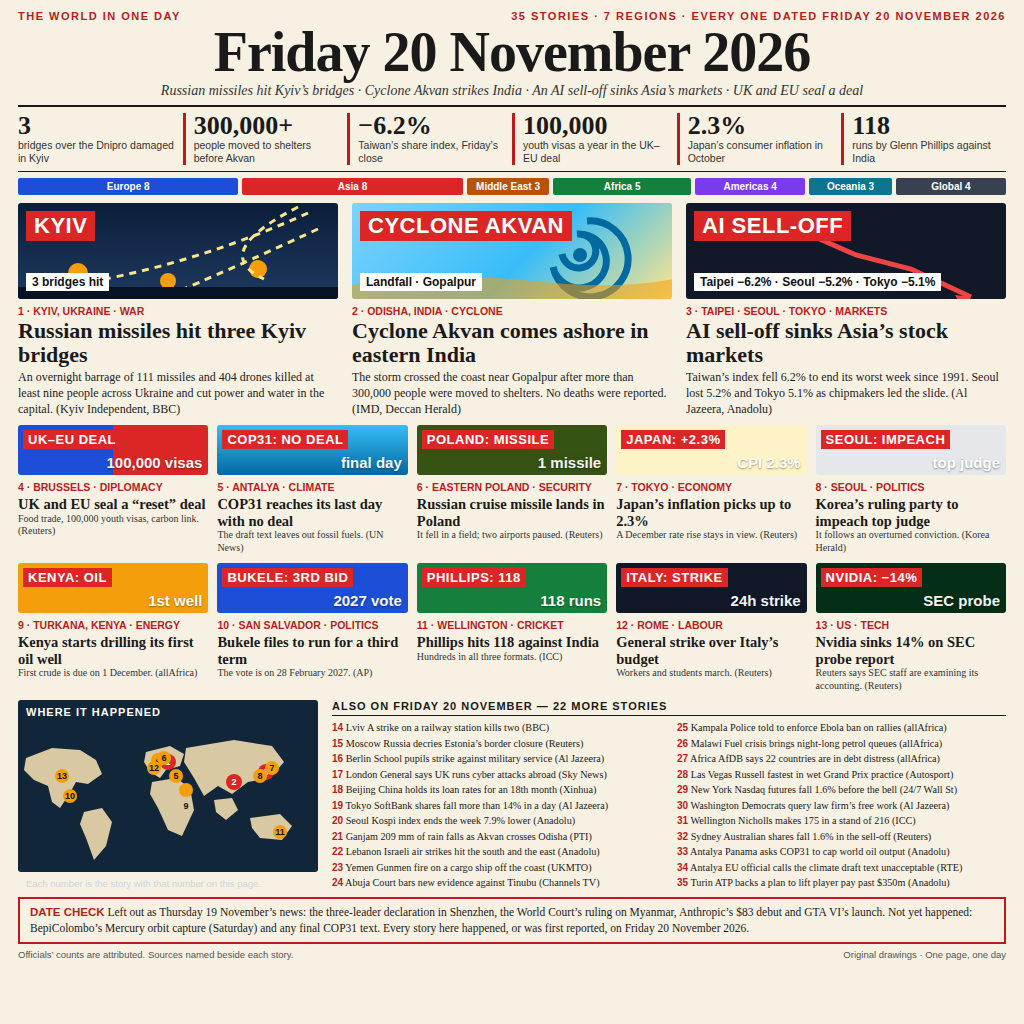 THE WORLD IN ONE DAY
35 STORIES · 7 REGIONS · EVERY ONE DATED FRIDAY 20 NOVEMBER 2026
Friday 20 November 2026
Russian missiles hit Kyiv’s bridges · Cyclone Akvan strikes India · An AI sell-off sinks Asia’s markets · UK and EU seal a deal
3
bridges over the Dnipro damaged
in Kyiv
300,000+
people moved to shelters
before Akvan
−6.2%
Taiwan’s share index, Friday’s
close
100,000
youth visas a year in the UK–
EU deal
2.3%
Japan’s consumer inflation in
October
118
runs by Glenn Phillips against
India
Europe 8
Asia 8
Middle East 3
Africa 5
Americas 4
Oceania 3
Global 4
KYIV
3 bridges hit
CYCLONE AKVAN
Landfall · Gopalpur
AI SELL-OFF
Taipei −6.2% · Seoul −5.2% · Tokyo −5.1%
1 · KYIV, UKRAINE · WAR
Russian missiles hit three Kyiv
bridges
An overnight barrage of 111 missiles and 404 drones killed at
least nine people across Ukraine and cut power and water in the
capital. (Kyiv Independent, BBC)
2 · ODISHA, INDIA · CYCLONE
Cyclone Akvan comes ashore in
eastern India
The storm crossed the coast near Gopalpur after more than
300,000 people were moved to shelters. No deaths were reported.
(IMD, Deccan Herald)
3 · TAIPEI · SEOUL · TOKYO · MARKETS
AI sell-off sinks Asia’s stock
markets
Taiwan’s index fell 6.2% to end its worst week since 1991. Seoul
lost 5.2% and Tokyo 5.1% as chipmakers led the slide. (Al
Jazeera, Anadolu)
UK–EU DEAL
100,000 visas
COP31: NO DEAL
final day
POLAND: MISSILE
1 missile
JAPAN: +2.3%
CPI 2.3%
SEOUL: IMPEACH
top judge
4 · BRUSSELS · DIPLOMACY
UK and EU seal a “reset” deal
Food trade, 100,000 youth visas, carbon link.
(Reuters)
5 · ANTALYA · CLIMATE
COP31 reaches its last day
with no deal
The draft text leaves out fossil fuels. (UN
News)
6 · EASTERN POLAND · SECURITY
Russian cruise missile lands in
Poland
It fell in a field; two airports paused. (Reuters)
7 · TOKYO · ECONOMY
Japan’s inflation picks up to
2.3%
A December rate rise stays in view. (Reuters)
8 · SEOUL · POLITICS
Korea’s ruling party to
impeach top judge
It follows an overturned conviction. (Korea
Herald)
KENYA: OIL
1st well
BUKELE: 3RD BID
2027 vote
PHILLIPS: 118
118 runs
ITALY: STRIKE
24h strike
NVIDIA: −14%
SEC probe
9 · TURKANA, KENYA · ENERGY
Kenya starts drilling its first
oil well
First crude is due on 1 December. (allAfrica)
10 · SAN SALVADOR · POLITICS
Bukele files to run for a third
term
The vote is on 28 February 2027. (AP)
11 · WELLINGTON · CRICKET
Phillips hits 118 against India
Hundreds in all three formats. (ICC)
12 · ROME · LABOUR
General strike over Italy’s
budget
Workers and students march. (Reuters)
13 · US · TECH
Nvidia sinks 14% on SEC
probe report
Reuters says SEC staff are examining its
accounting. (Reuters)
WHERE IT HAPPENED
13
10
12
6
5
9
2
8
7
11
Each number is the story with that number on this page.
ALSO ON FRIDAY 20 NOVEMBER — 22 MORE STORIES
14 Lviv A strike on a railway station kills two (BBC)
15 Moscow Russia decries Estonia’s border closure (Reuters)
16 Berlin School pupils strike against military service (Al Jazeera)
17 London General says UK runs cyber attacks abroad (Sky News)
18 Beijing China holds its loan rates for an 18th month (Xinhua)
19 Tokyo SoftBank shares fall more than 14% in a day (Al Jazeera)
20 Seoul Kospi index ends the week 7.9% lower (Anadolu)
21 Ganjam 209 mm of rain falls as Akvan crosses Odisha (PTI)
22 Lebanon Israeli air strikes hit the south and the east (Anadolu)
23 Yemen Gunmen fire on a cargo ship off the coast (UKMTO)
24 Abuja Court bars new evidence against Tinubu (Channels TV)
25 Kampala Police told to enforce Ebola ban on rallies (allAfrica)
26 Malawi Fuel crisis brings night-long petrol queues (allAfrica)
27 Africa AfDB says 22 countries are in debt distress (allAfrica)
28 Las Vegas Russell fastest in wet Grand Prix practice (Autosport)
29 New York Nasdaq futures fall 1.6% before the bell (24/7 Wall St)
30 Washington Democrats query law firm’s free work (Al Jazeera)
31 Wellington Nicholls makes 175 in a stand of 216 (ICC)
32 Sydney Australian shares fall 1.6% in the sell-off (Reuters)
33 Antalya Panama asks COP31 to cap world oil output (Anadolu)
34 Antalya EU official calls the climate draft text unacceptable (RTE)
35 Turin ATP backs a plan to lift player pay past $350m (Anadolu)
DATE CHECK Left out as Thursday 19 November’s news: the three-leader declaration in Shenzhen, the World Court’s ruling on Myanmar, Anthropic’s $83 debut and GTA VI’s launch. Not yet happened:
BepiColombo’s Mercury orbit capture (Saturday) and any final COP31 text. Every story here happened, or was first reported, on Friday 20 November 2026.
Officials’ counts are attributed. Sources named beside each story.
Original drawings · One page, one day